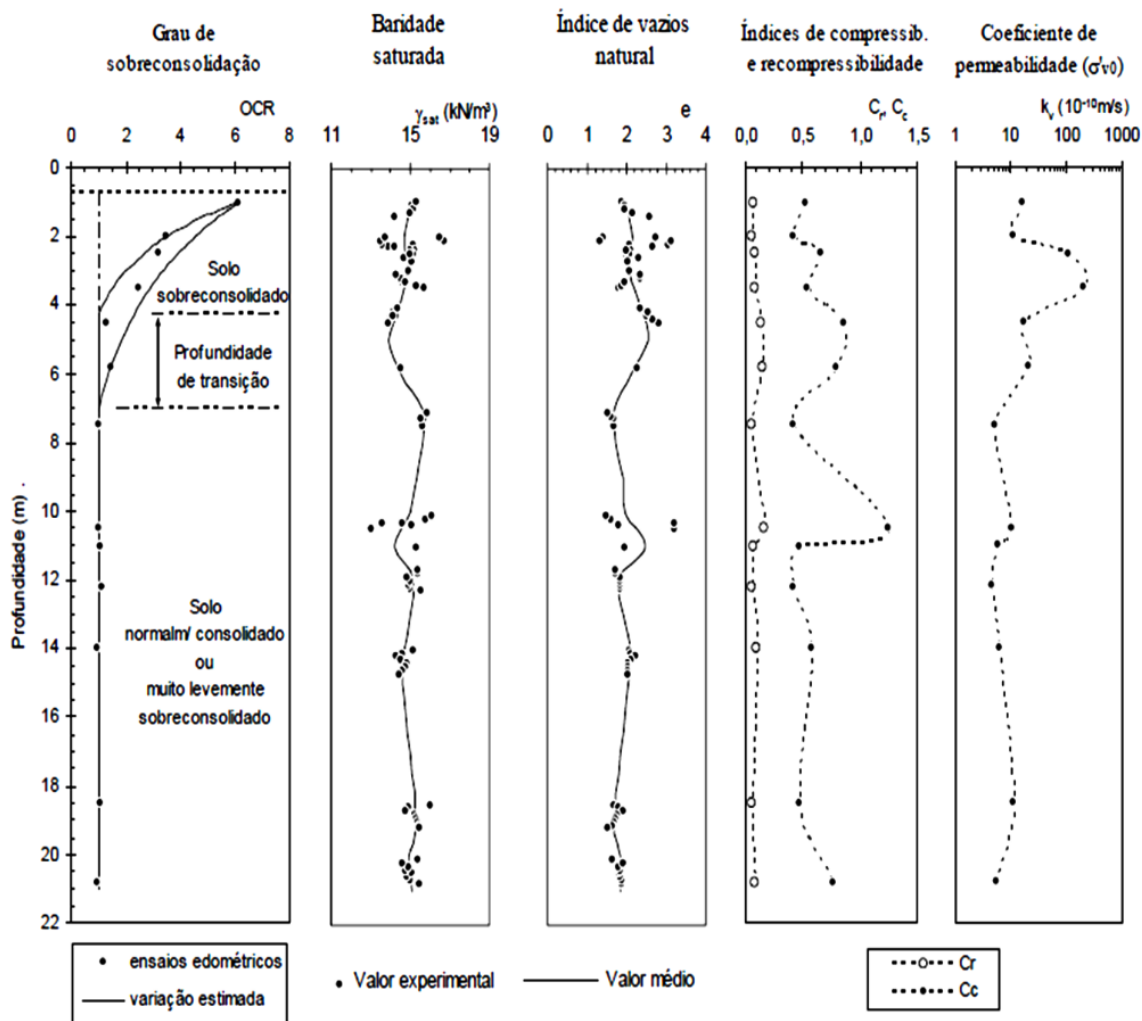 Grau de
sobreconsolidação
OCR
0 2 4 6 8
Baridade
saturada
γsat (kN/m³)
11 15 19
Índice de vazios
natural
e
0 1 2 3 4
Índices de compressib.
e recompressibilidade
Cr, Cc
0,0 0,5 1,0 1,5
Coeficiente de
permeabilidade (σ'v0)
kv (10⁻¹⁰m/s)
1 10 100 1000
Profundidade (m) .
0
2
4
6
8
10
12
14
16
18
20
22
Solo
sobreconsolidado
Profundidade
de transição
Solo
normalm/ consolidado
ou
muito levemente
sobreconsolidado
ensaios edométricos
variação estimada
Valor experimental
Valor médio
Cr
Cc